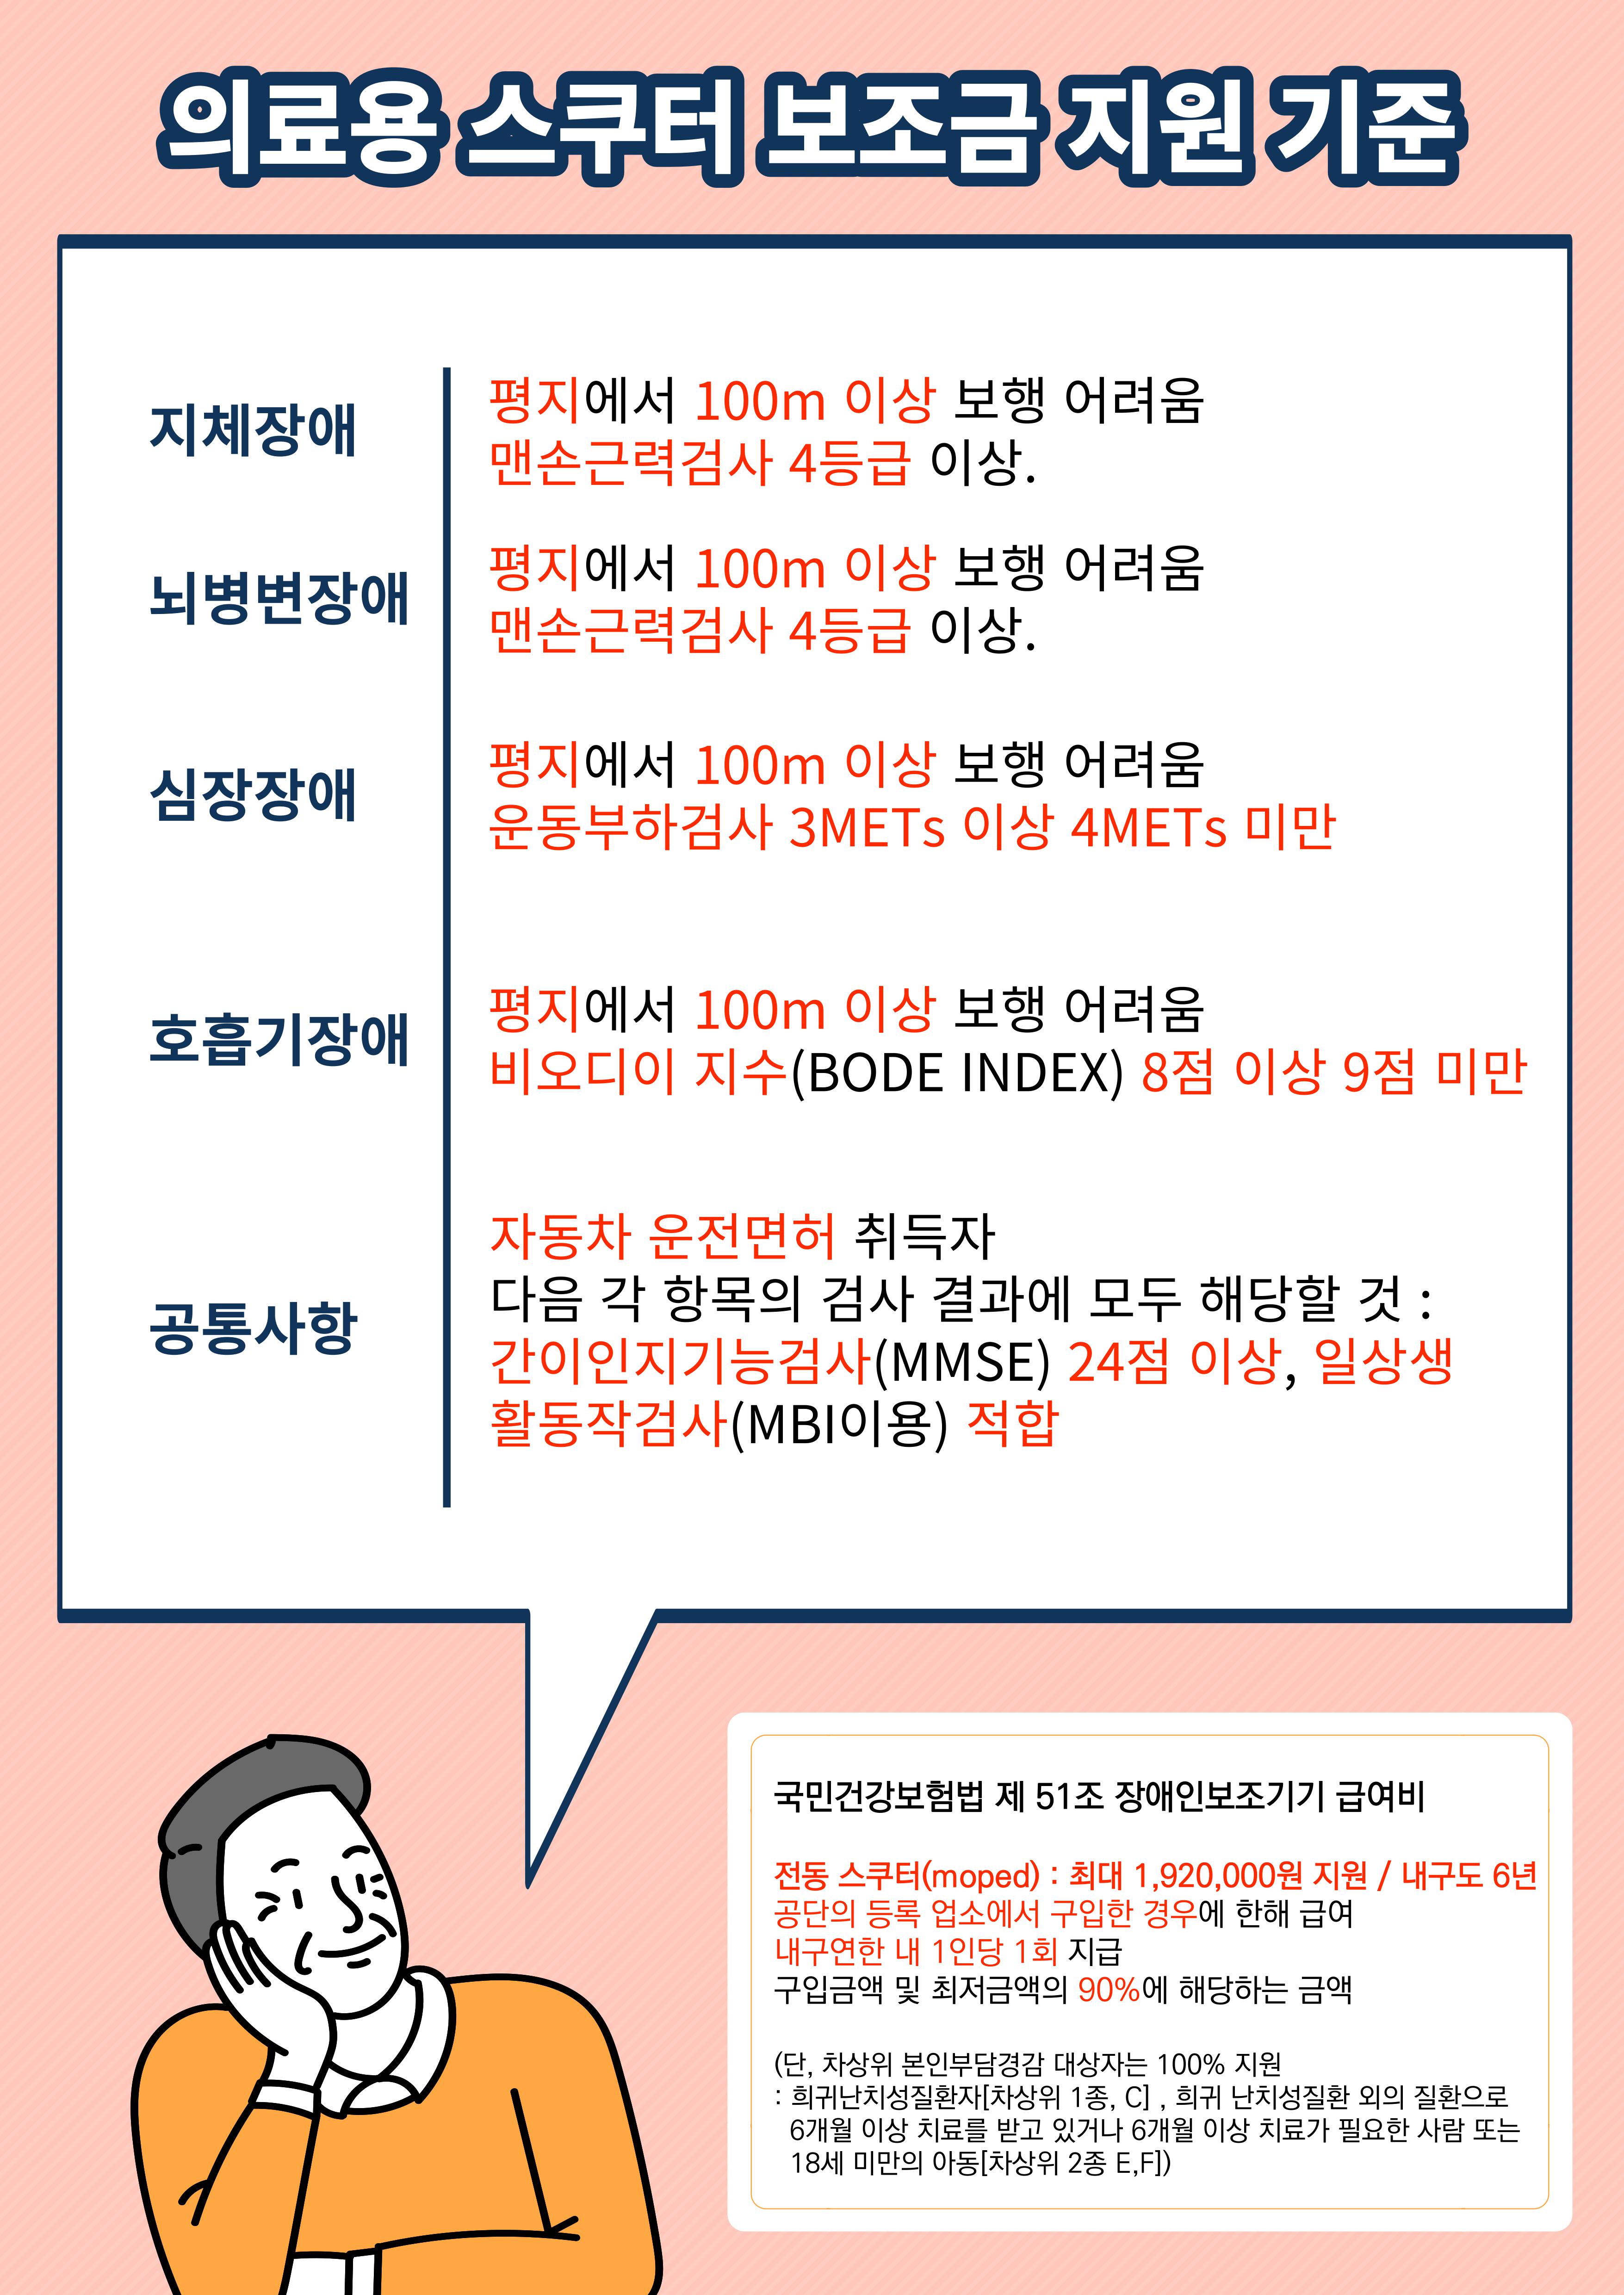 의료용 스쿠터 보조금 지원 기준
지체장애
평지에서 100m 이상 보행 어려움
맨손근력검사 4등급 이상.
뇌병변장애
평지에서 100m 이상 보행 어려움
맨손근력검사 4등급 이상.
심장장애
평지에서 100m 이상 보행 어려움
운동부하검사 3METs 이상 4METs 미만
호흡기장애
평지에서 100m 이상 보행 어려움
비오디이 지수(BODE INDEX) 8점 이상 9점 미만
공통사항
자동차 운전면허 취득자
다음 각 항목의 검사 결과에 모두 해당할 것 :
간이인지기능검사(MMSE) 24점 이상, 일상생
활동작검사(MBI이용) 적합
국민건강보험법 제 51조 장애인보조기기 급여비
전동 스쿠터(moped) : 최대 1,920,000원 지원 / 내구도 6년
공단의 등록 업소에서 구입한 경우에 한해 급여
내구연한 내 1인당 1회 지급
구입금액 및 최저금액의 90%에 해당하는 금액
(단, 차상위 본인부담경감 대상자는 100% 지원
: 희귀난치성질환자[차상위 1종, C] , 희귀 난치성질환 외의 질환으로
6개월 이상 치료를 받고 있거나 6개월 이상 치료가 필요한 사람 또는
18세 미만의 아동[차상위 2종 E,F])